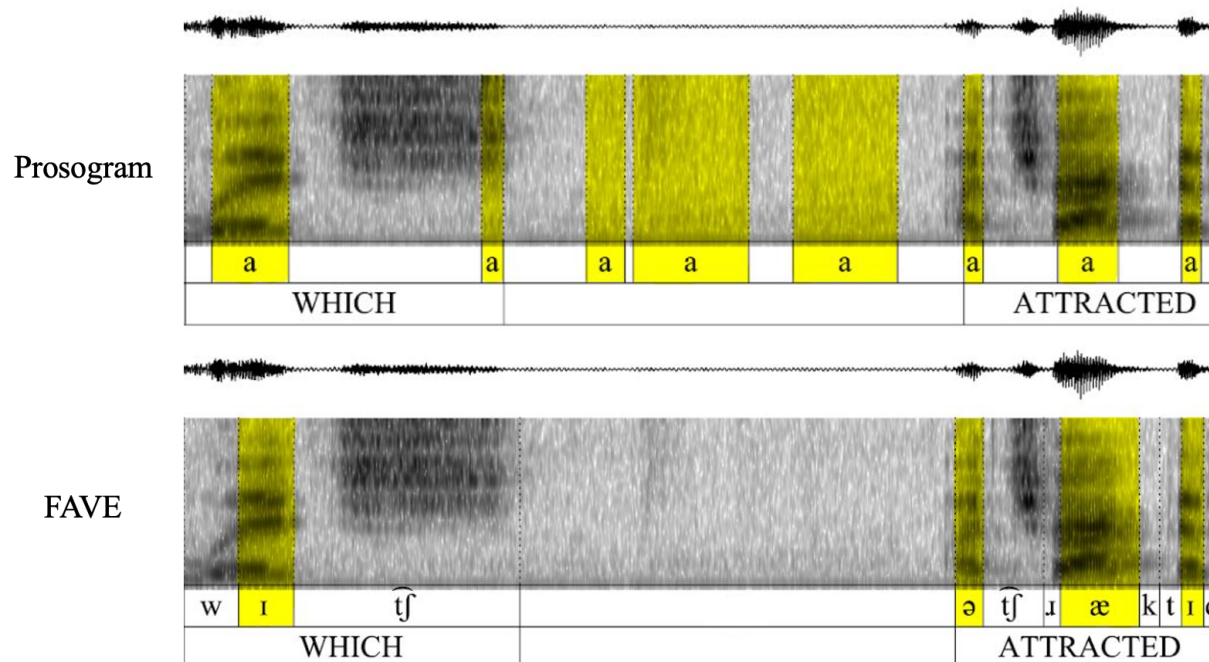 Prosogram
a a a a a a a a
WHICH ATTRACTED
FAVE
w ɪ t͡ʃ ə t͡ʃ ɹ æ k t ɪ
WHICH ATTRACTED